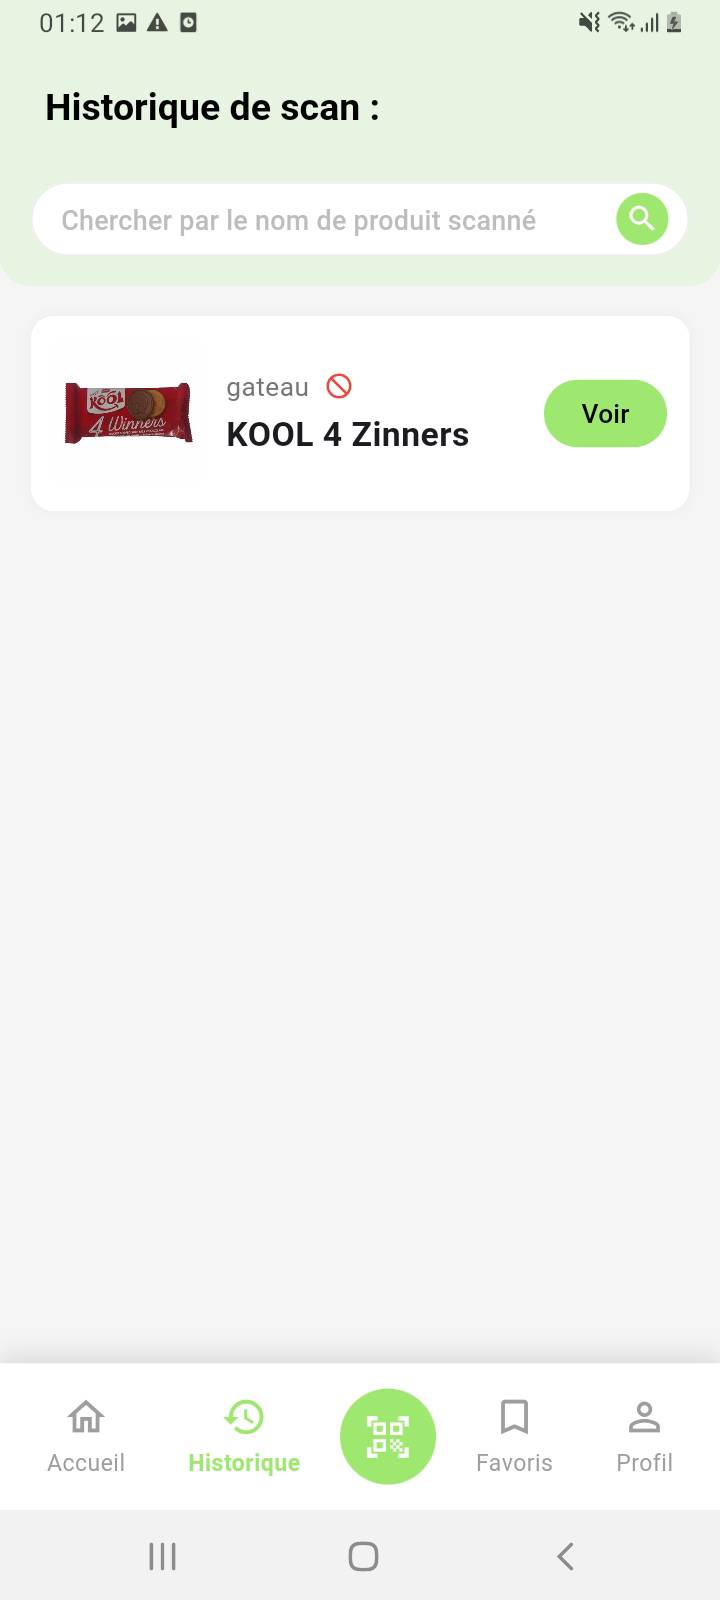 01:12
Historique de scan :
Chercher par le nom de produit scanné
gateau
KOOL 4 Zinners
Voir
KOOL
4 Winners
Accueil
Historique
Favoris
Profil